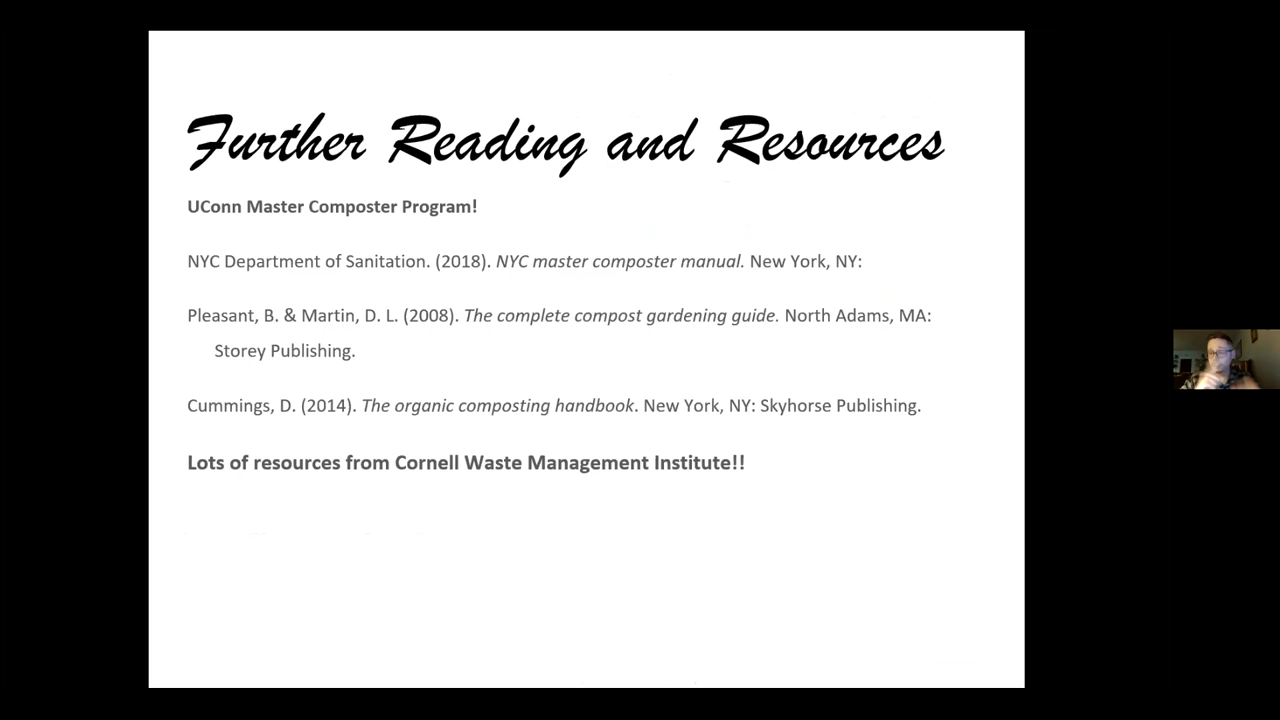 Further Reading and Resources
UConn Master Composter Program!
NYC Department of Sanitation. (2018). NYC master composter manual. New York, NY:
Pleasant, B. & Martin, D. L. (2008). The complete compost gardening guide. North Adams, MA:
Storey Publishing.
Cummings, D. (2014). The organic composting handbook. New York, NY: Skyhorse Publishing.
Lots of resources from Cornell Waste Management Institute!!